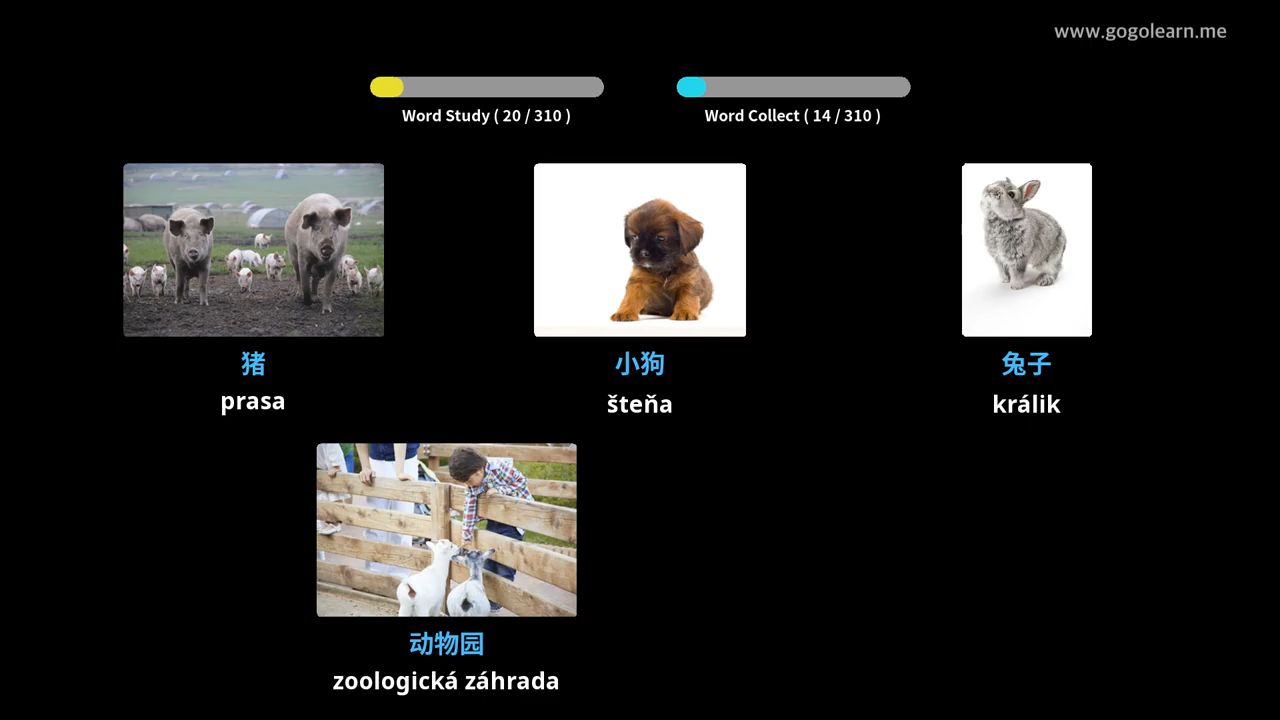 www.gogolearn.me
Word Study ( 20 / 310 )
Word Collect ( 14 / 310 )
猪
prasa
小狗
šteňa
兔子
králik
动物园
zoologická záhrada